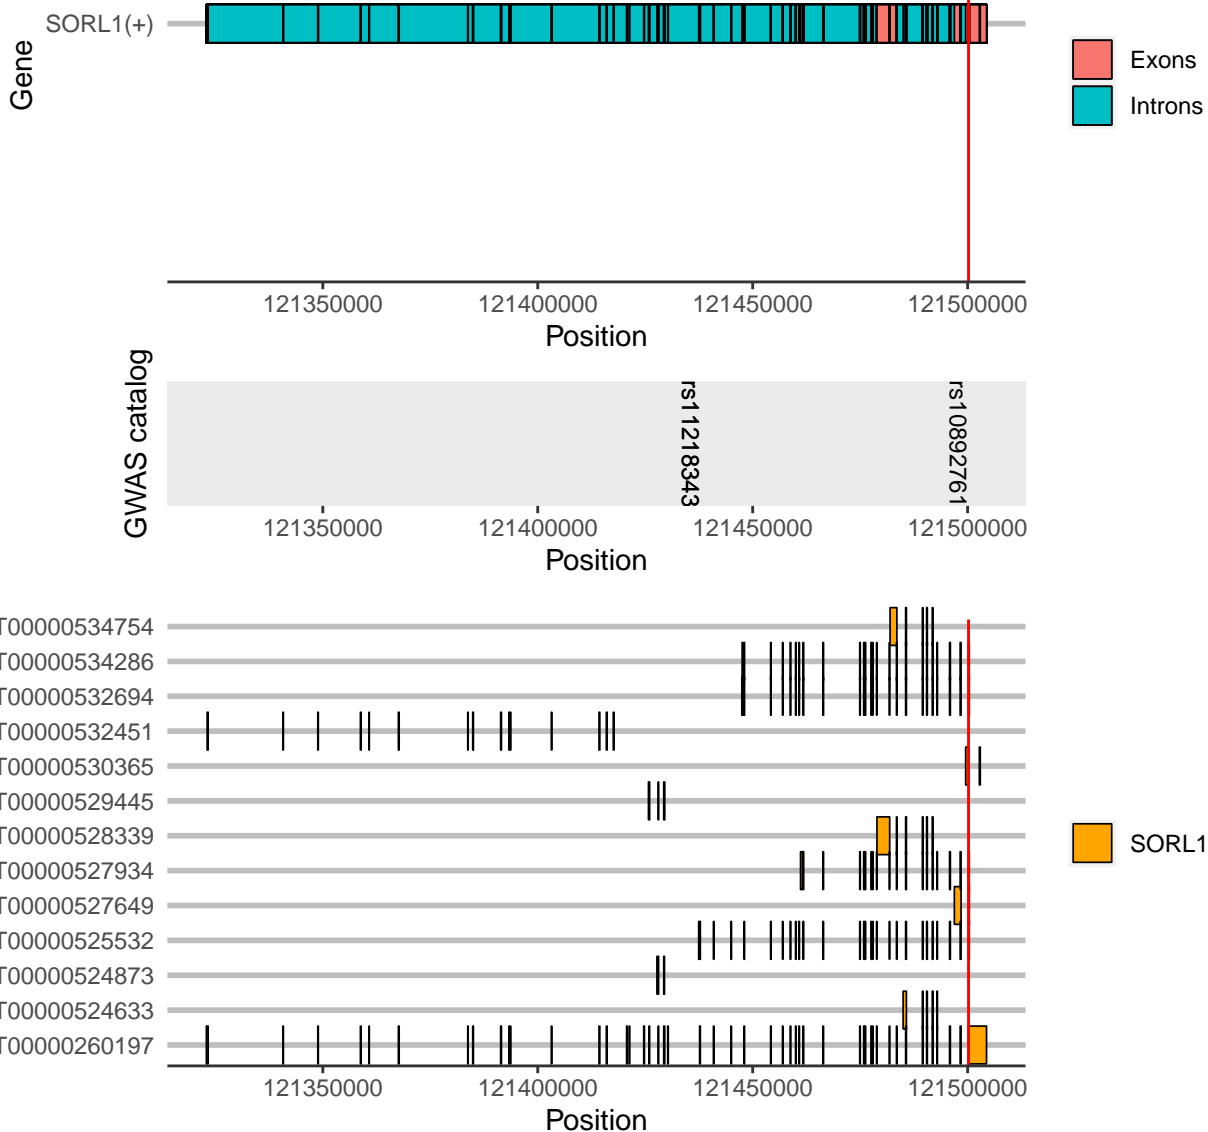 SORL1(+)
Gene
Exons
Introns
121350000 121400000 121450000 121500000
Position
GWAS catalog
rs11218343
rs10892761
121350000 121400000 121450000 121500000
Position
T00000534754
T00000534286
T00000532694
T00000532451
T00000530365
T00000529445
T00000528339
T00000527934
T00000527649
T00000525532
T00000524873
T00000524633
T00000260197
SORL1
121350000 121400000 121450000 121500000
Position